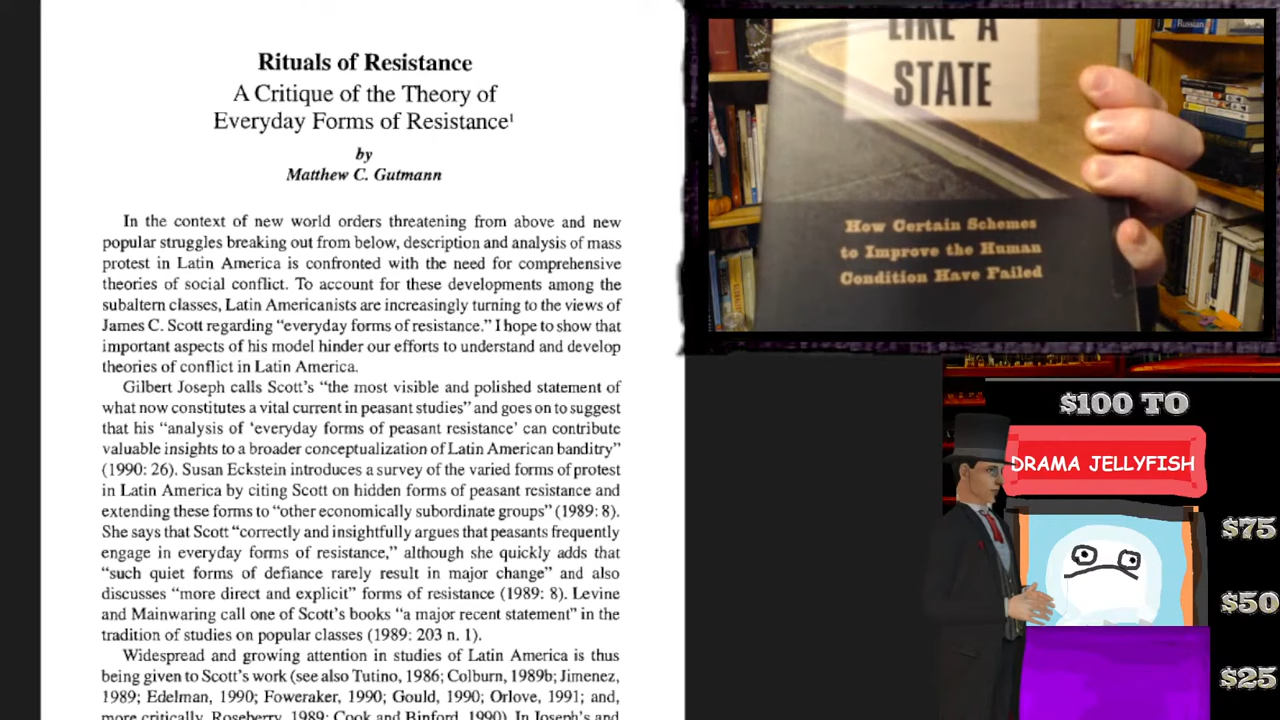 Rituals of Resistance
A Critique of the Theory of
Everyday Forms of Resistance¹
by
Matthew C. Gutmann
In the context of new world orders threatening from above and new
popular struggles breaking out from below, description and analysis of mass
protest in Latin America is confronted with the need for comprehensive
theories of social conflict. To account for these developments among the
subaltern classes, Latin Americanists are increasingly turning to the views of
James C. Scott regarding “everyday forms of resistance.” I hope to show that
important aspects of his model hinder our efforts to understand and develop
theories of conflict in Latin America.
Gilbert Joseph calls Scott’s “the most visible and polished statement of
what now constitutes a vital current in peasant studies” and goes on to suggest
that his “analysis of ‘everyday forms of peasant resistance’ can contribute
valuable insights to a broader conceptualization of Latin American banditry”
(1990: 26). Susan Eckstein introduces a survey of the varied forms of protest
in Latin America by citing Scott on hidden forms of peasant resistance and
extending these forms to “other economically subordinate groups” (1989: 8).
She says that Scott “correctly and insightfully argues that peasants frequently
engage in everyday forms of resistance,” although she quickly adds that
“such quiet forms of defiance rarely result in major change” and also
discusses “more direct and explicit” forms of resistance (1989: 8). Levine
and Mainwaring call one of Scott’s books “a major recent statement” in the
tradition of studies on popular classes (1989: 203 n. 1).
Widespread and growing attention in studies of Latin America is thus
being given to Scott’s work (see also Tutino, 1986; Colburn, 1989b; Jimenez,
1989; Edelman, 1990; Foweraker, 1990; Gould, 1990; Orlove, 1991; and,
more critically, Roseberry, 1989; Cook and Binford, 1990). In Joseph’s and
LIKE A
STATE
How Certain Schemes
to Improve the Human
Condition Have Failed
Russian
$100 TO
DRAMA JELLYFISH
$75
$50
$25